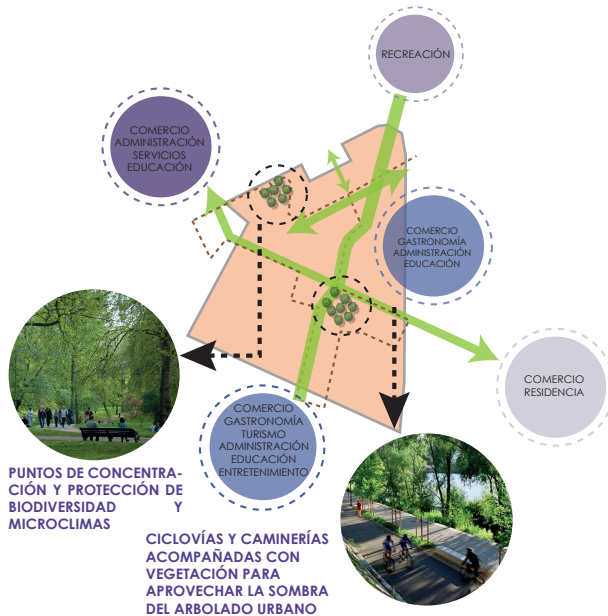 RECREACIÓN
COMERCIO
ADMINISTRACIÓN
SERVICIOS
EDUCACIÓN
COMERCIO
GASTRONOMÍA
ADMINISTRACIÓN
EDUCACIÓN
COMERCIO
RESIDENCIA
COMERCIO
GASTRONOMÍA
TURISMO
ADMINISTRACIÓN
EDUCACIÓN
ENTRETENIMIENTO
PUNTOS DE CONCENTRA-
CIÓN Y PROTECCIÓN DE
BIODIVERSIDAD Y
MICROCLIMAS
CICLOVÍAS Y CAMINERÍAS
ACOMPAÑADAS CON
VEGETACIÓN PARA
APROVECHAR LA SOMBRA
DEL ARBOLADO URBANO